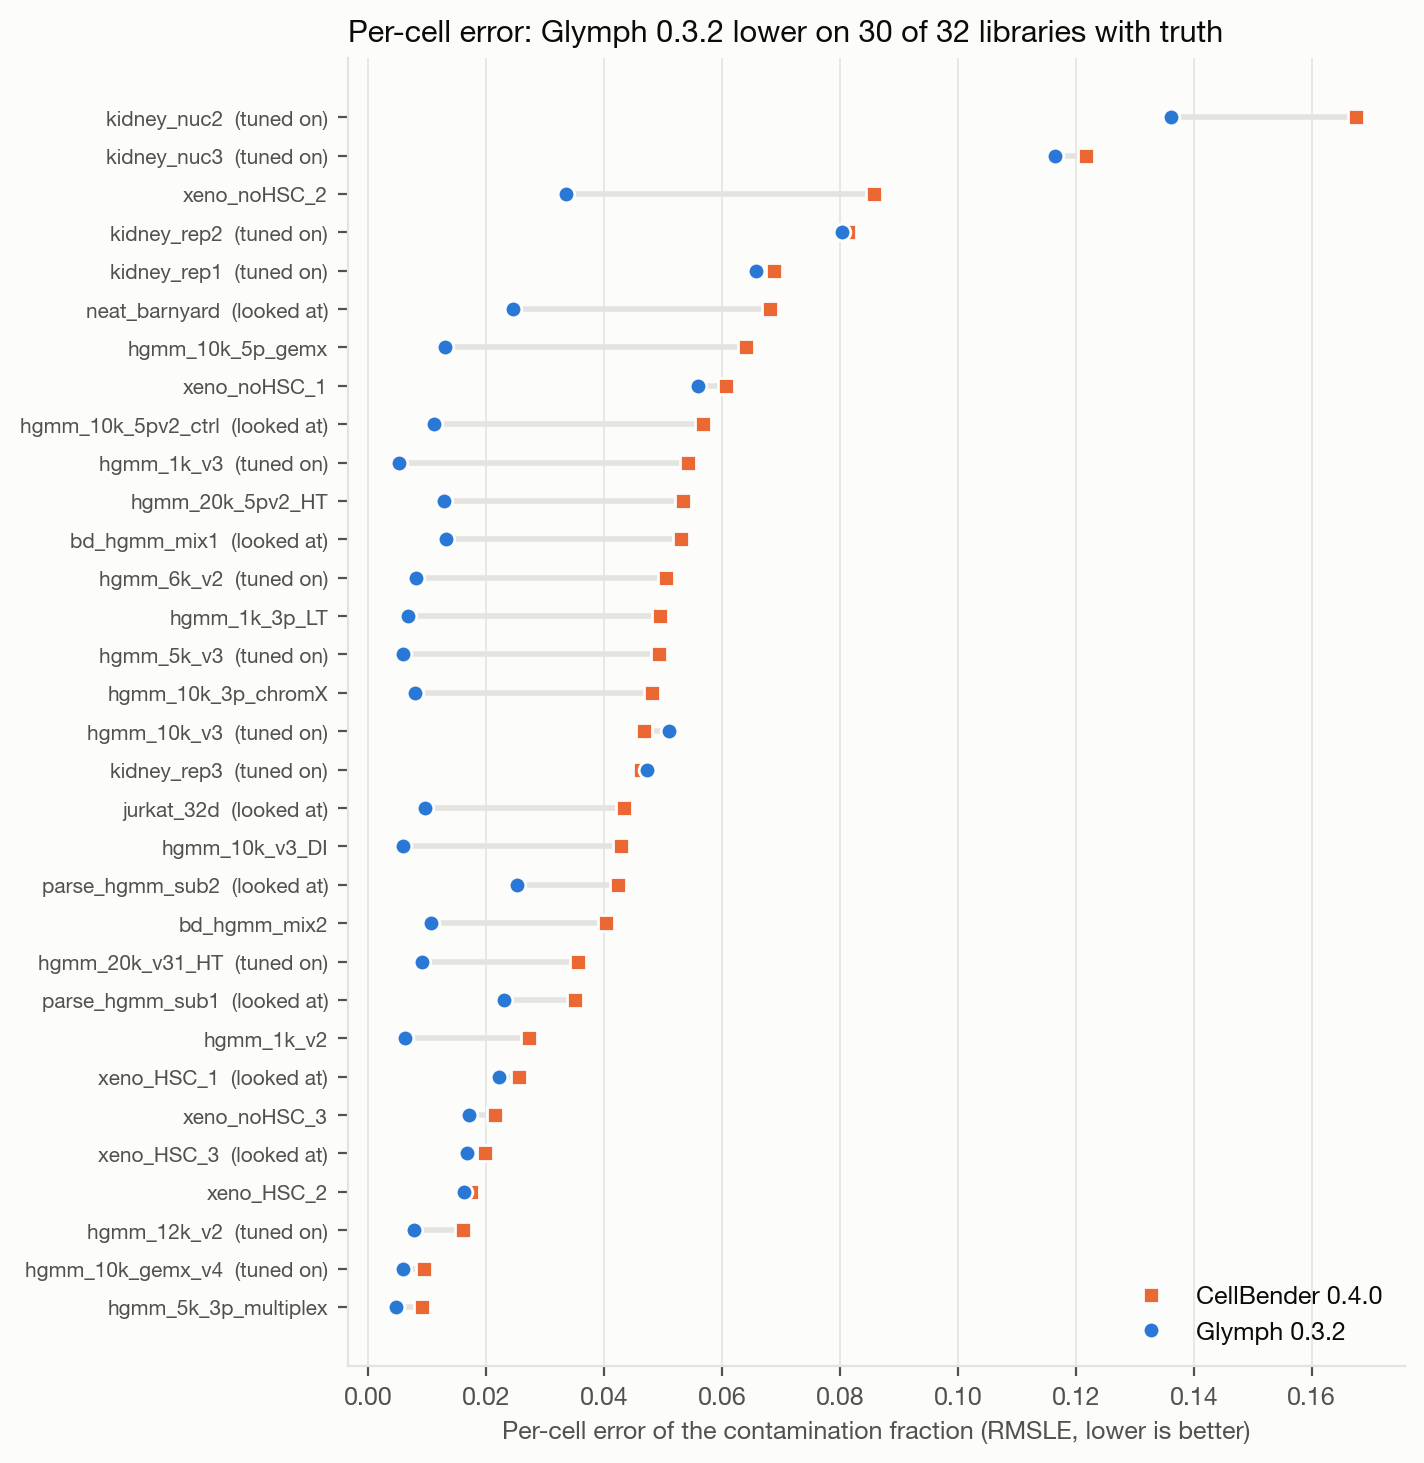 Per-cell error: Glymph 0.3.2 lower on 30 of 32 libraries with truth
kidney_nuc2 (tuned on)
kidney_nuc3 (tuned on)
xeno_noHSC_2
kidney_rep2 (tuned on)
kidney_rep1 (tuned on)
neat_barnyard (looked at)
hgmm_10k_5p_gemx
xeno_noHSC_1
hgmm_10k_5pv2_ctrl (looked at)
hgmm_1k_v3 (tuned on)
hgmm_20k_5pv2_HT
bd_hgmm_mix1 (looked at)
hgmm_6k_v2 (tuned on)
hgmm_1k_3p_LT
hgmm_5k_v3 (tuned on)
hgmm_10k_3p_chromX
hgmm_10k_v3 (tuned on)
kidney_rep3 (tuned on)
jurkat_32d (looked at)
hgmm_10k_v3_DI
parse_hgmm_sub2 (looked at)
bd_hgmm_mix2
hgmm_20k_v31_HT (tuned on)
parse_hgmm_sub1 (looked at)
hgmm_1k_v2
xeno_HSC_1 (looked at)
xeno_noHSC_3
xeno_HSC_3 (looked at)
xeno_HSC_2
hgmm_12k_v2 (tuned on)
hgmm_10k_gemx_v4 (tuned on)
hgmm_5k_3p_multiplex
CellBender 0.4.0
Glymph 0.3.2
0.00 0.02 0.04 0.06 0.08 0.10 0.12 0.14 0.16
Per-cell error of the contamination fraction (RMSLE, lower is better)